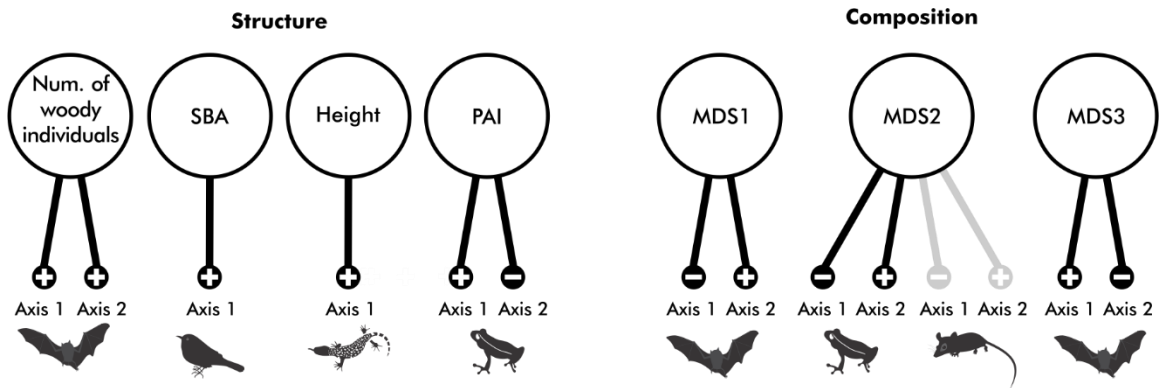 Structure
Composition
Num. of
woody
individuals
SBA
Height
PAI
MDS1
MDS2
MDS3
Axis 1 Axis 2
Axis 1
Axis 1
Axis 1 Axis 2
Axis 1 Axis 2
Axis 1 Axis 2
Axis 1 Axis 2
Axis 1 Axis 2